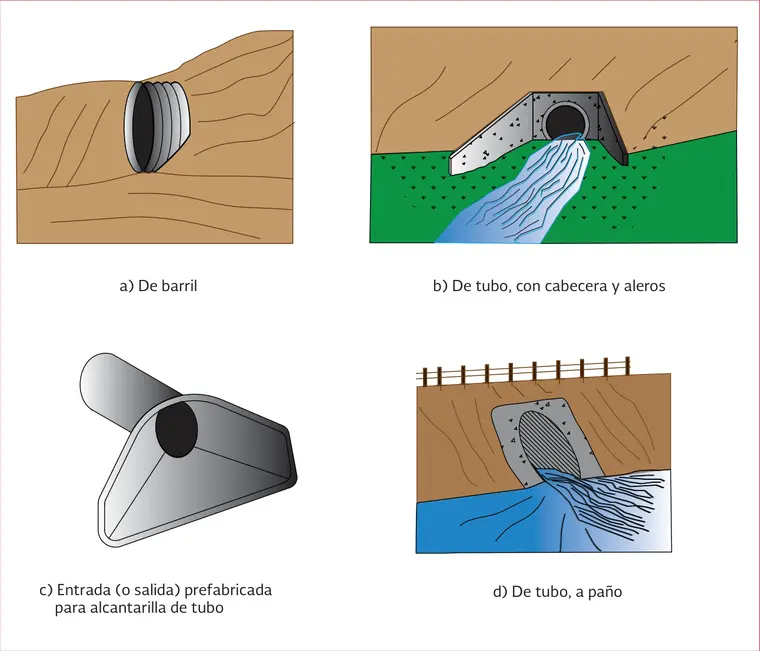 a) De barril
b) De tubo, con cabecera y aleros
c) Entrada (o salida) prefabricada
para alcantarilla de tubo
d) De tubo, a paño